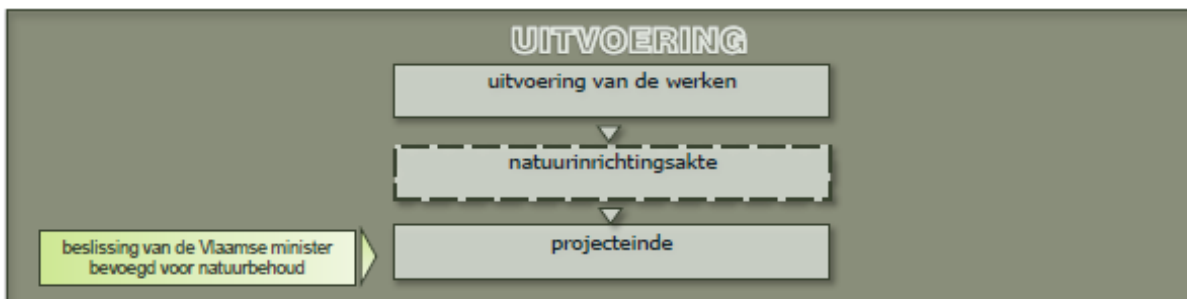 UITVOERING
uitvoering van de werken
natuurinrichtingsakte
projecteinde
beslissing van de Vlaamse minister
bevoegd voor natuurbehoud